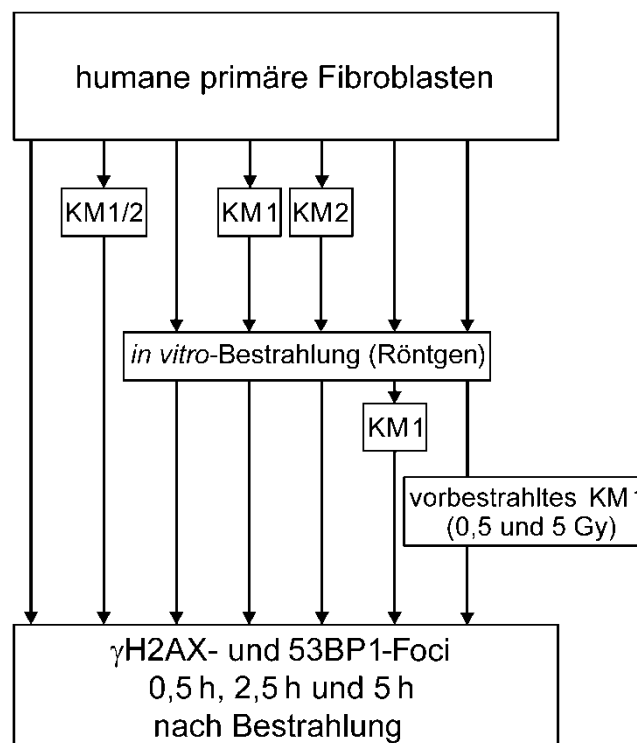 humane primäre Fibroblasten
KM1/2
KM1
KM2
in vitro-Bestrahlung (Röntgen)
KM1
vorbestrahltes KM1
(0,5 und 5 Gy)
γH2AX- und 53BP1-Foci
0,5 h, 2,5 h und 5 h
nach Bestrahlung